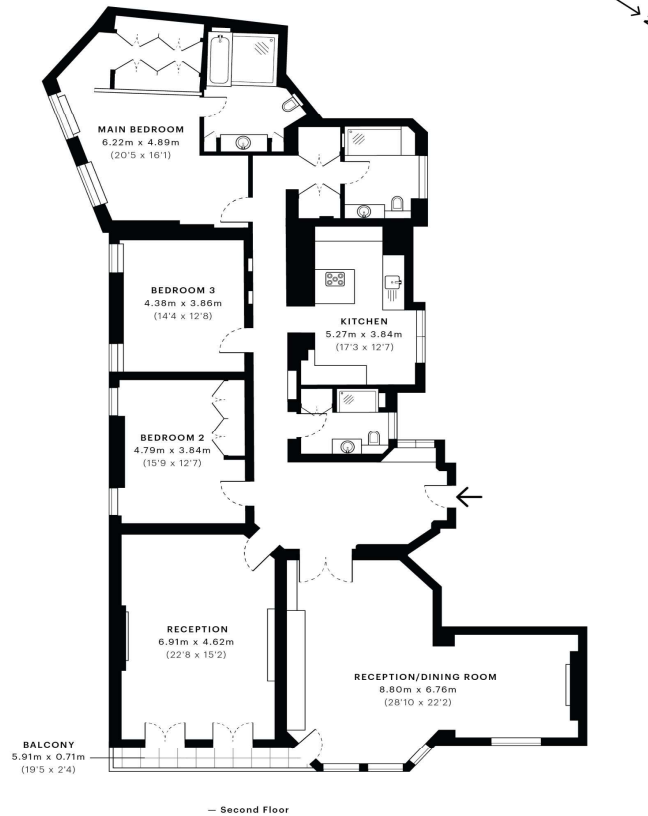 MAIN BEDROOM
6.22m x 4.89m
(20'5 x 16'1)
BEDROOM 3
4.38m x 3.86m
(14'4 x 12'8)
KITCHEN
5.27m x 3.84m
(17'3 x 12'7)
BEDROOM 2
4.79m x 3.84m
(15'9 x 12'7)
RECEPTION
6.91m x 4.62m
(22'8 x 15'2)
RECEPTION/DINING ROOM
8.80m x 6.76m
(28'10 x 22'2)
BALCONY
5.91m x 0.71m
(19'5 x 2'4)
— Second Floor